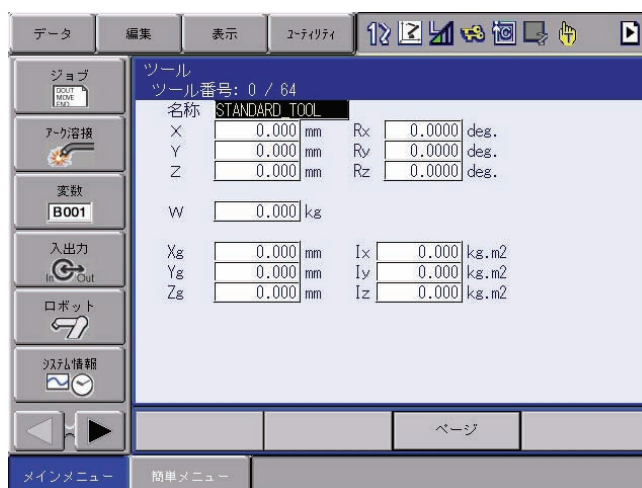 データ 編集 表示 ユーティリティ
ジョブ
DOUT
MOVE
END
アーク溶接
変数
B001
入出力
In Out
ロボット
システム情報
ツール
ツール番号: 0 / 64
名称 STANDARD_TOOL
X 0.000 mm Rx 0.0000 deg.
Y 0.000 mm Ry 0.0000 deg.
Z 0.000 mm Rz 0.0000 deg.
W 0.000 kg
Xg 0.000 mm Ix 0.000 kg.m2
Yg 0.000 mm Iy 0.000 kg.m2
Zg 0.000 mm Iz 0.000 kg.m2
ページ
メインメニュー 簡単メニュー